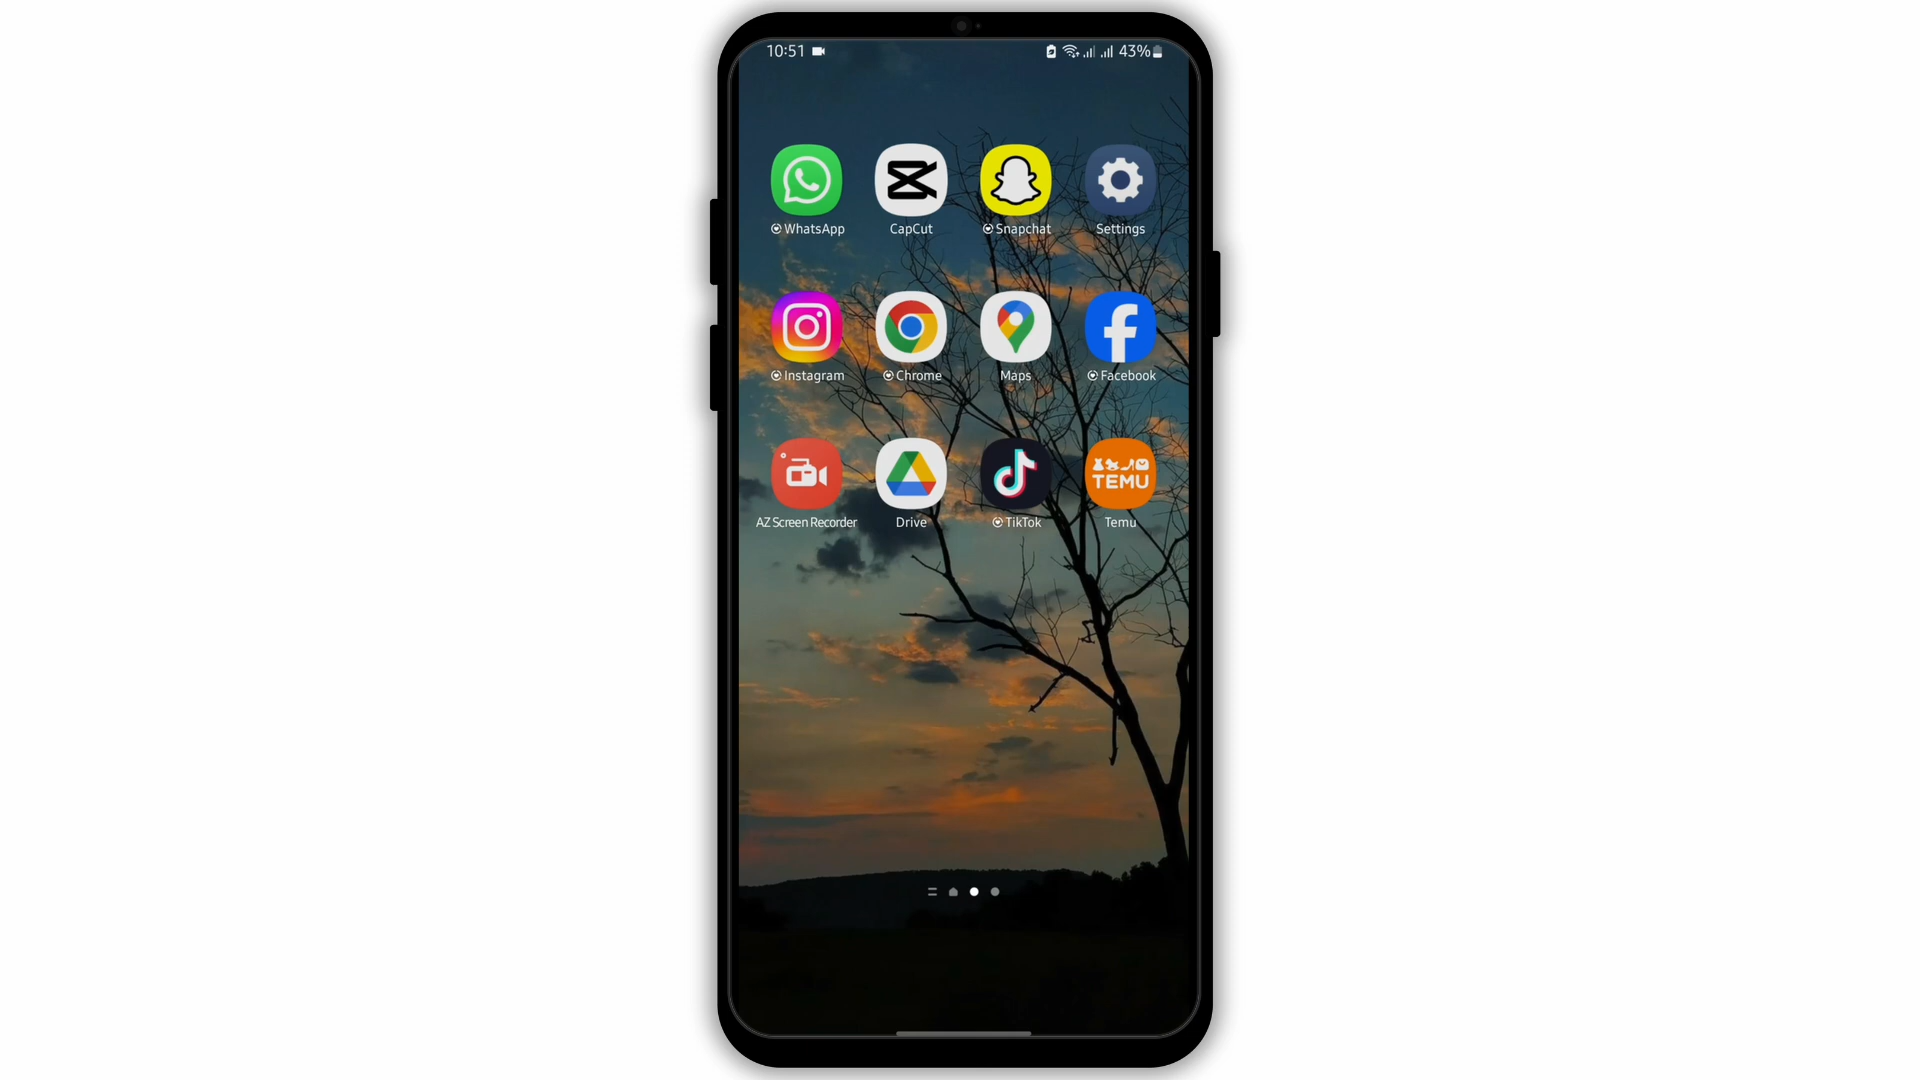 10:51 43%
WhatsApp CapCut Snapchat Settings
Instagram Chrome Maps Facebook
TEMU
AZ Screen Recorder Drive TikTok Temu